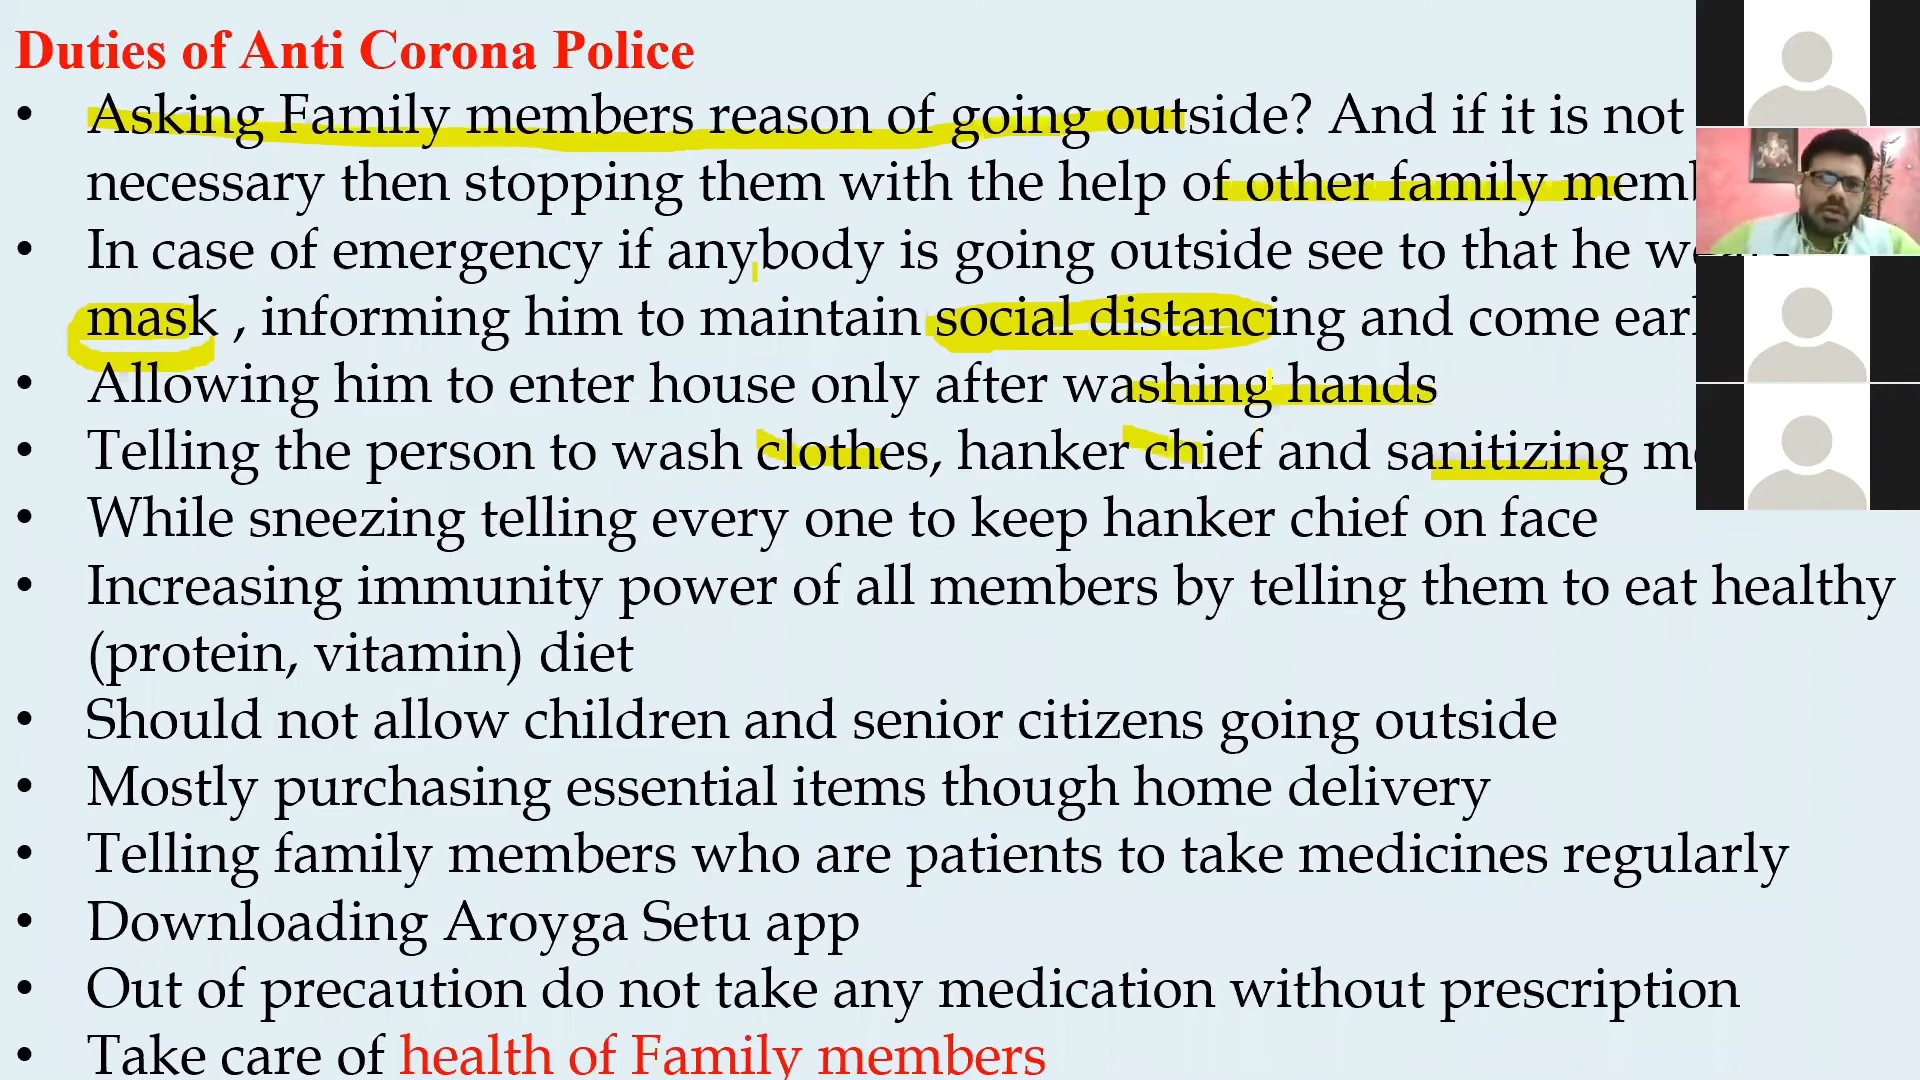 Duties of Anti Corona Police
• Asking Family members reason of going outside? And if it is not
necessary then stopping them with the help of other family
• In case of emergency if anybody is going outside see to that he
mask , informing him to maintain social distancing and come
• Allowing him to enter house only after washing hands
• Telling the person to wash clothes, hanker chief and sanitizing
• While sneezing telling every one to keep hanker chief on face
• Increasing immunity power of all members by telling them to eat healthy
(protein, vitamin) diet
• Should not allow children and senior citizens going outside
• Mostly purchasing essential items though home delivery
• Telling family members who are patients to take medicines regularly
• Downloading Aroyga Setu app
• Out of precaution do not take any medication without prescription
• Take care of health of Family members